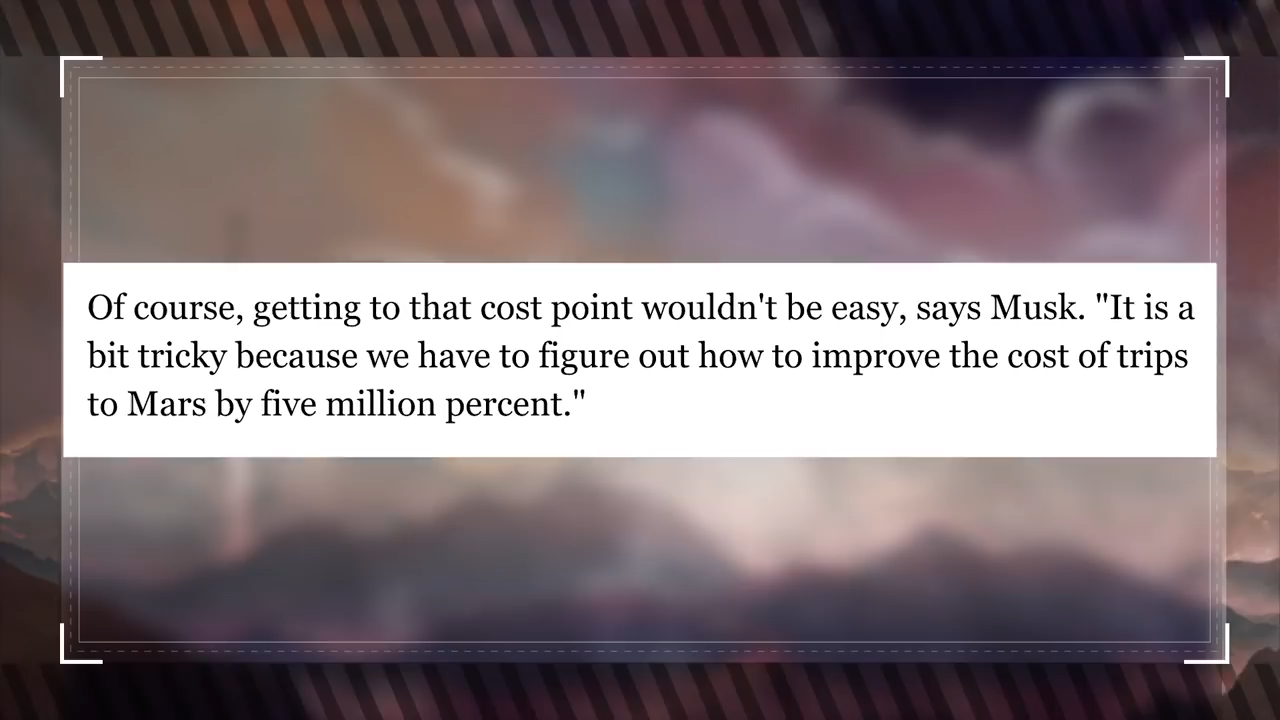 Of course, getting to that cost point wouldn't be easy, says Musk. "It is a
bit tricky because we have to figure out how to improve the cost of trips
to Mars by five million percent."